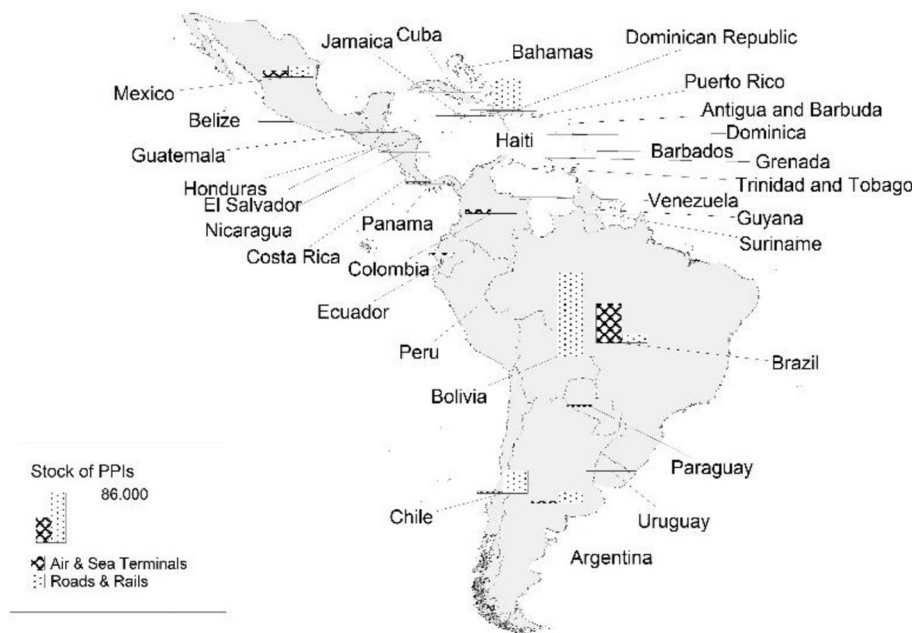 Jamaica
Cuba
Bahamas
Dominican Republic
Mexico
Puerto Rico
Belize
Antigua and Barbuda
Dominica
Haiti
Barbados
Guatemala
Grenada
Honduras
Trinidad and Tobago
El Salvador
Venezuela
Nicaragua
Panama
Guyana
Costa Rica
Suriname
Colombia
Ecuador
Peru
Brazil
Bolivia
Paraguay
Chile
Uruguay
Argentina
Stock of PPIs
86.000
Air & Sea Terminals
Roads & Rails